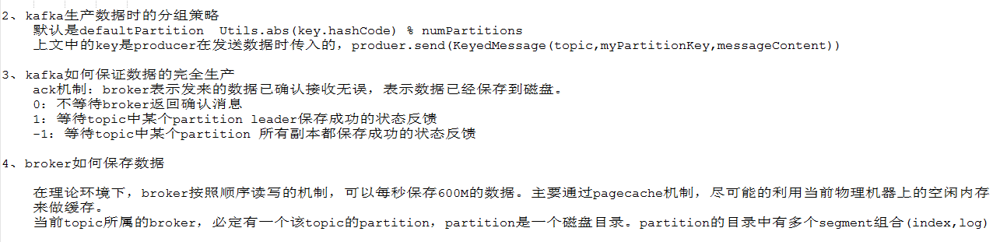 2、kafka生产数据时的分组策略
默认是defaultPartition Utils.abs(key.hashCode) % numPartitions
上文中的key是producer在发送数据时传入的，produer.send(KeyedMessage(topic,myPartitionKey,messageContent))
3、kafka如何保证数据的完全生产
ack机制：broker表示发来的数据已确认接收无误，表示数据已经保存到磁盘。
0：不等待broker返回确认消息
1：等待topic中某个partition leader保存成功的状态反馈
-1：等待topic中某个partition 所有副本都保存成功的状态反馈
4、broker如何保存数据
在理论环境下，broker按照顺序读写的机制，可以每秒保存600M的数据。主要通过pagecache机制，尽可能的利用当前物理机器上的空闲内存
来做缓存。
当前topic所属的broker，必定有一个该topic的partition，partition是一个磁盘目录。partition的目录中有多个segment组合(index,log)